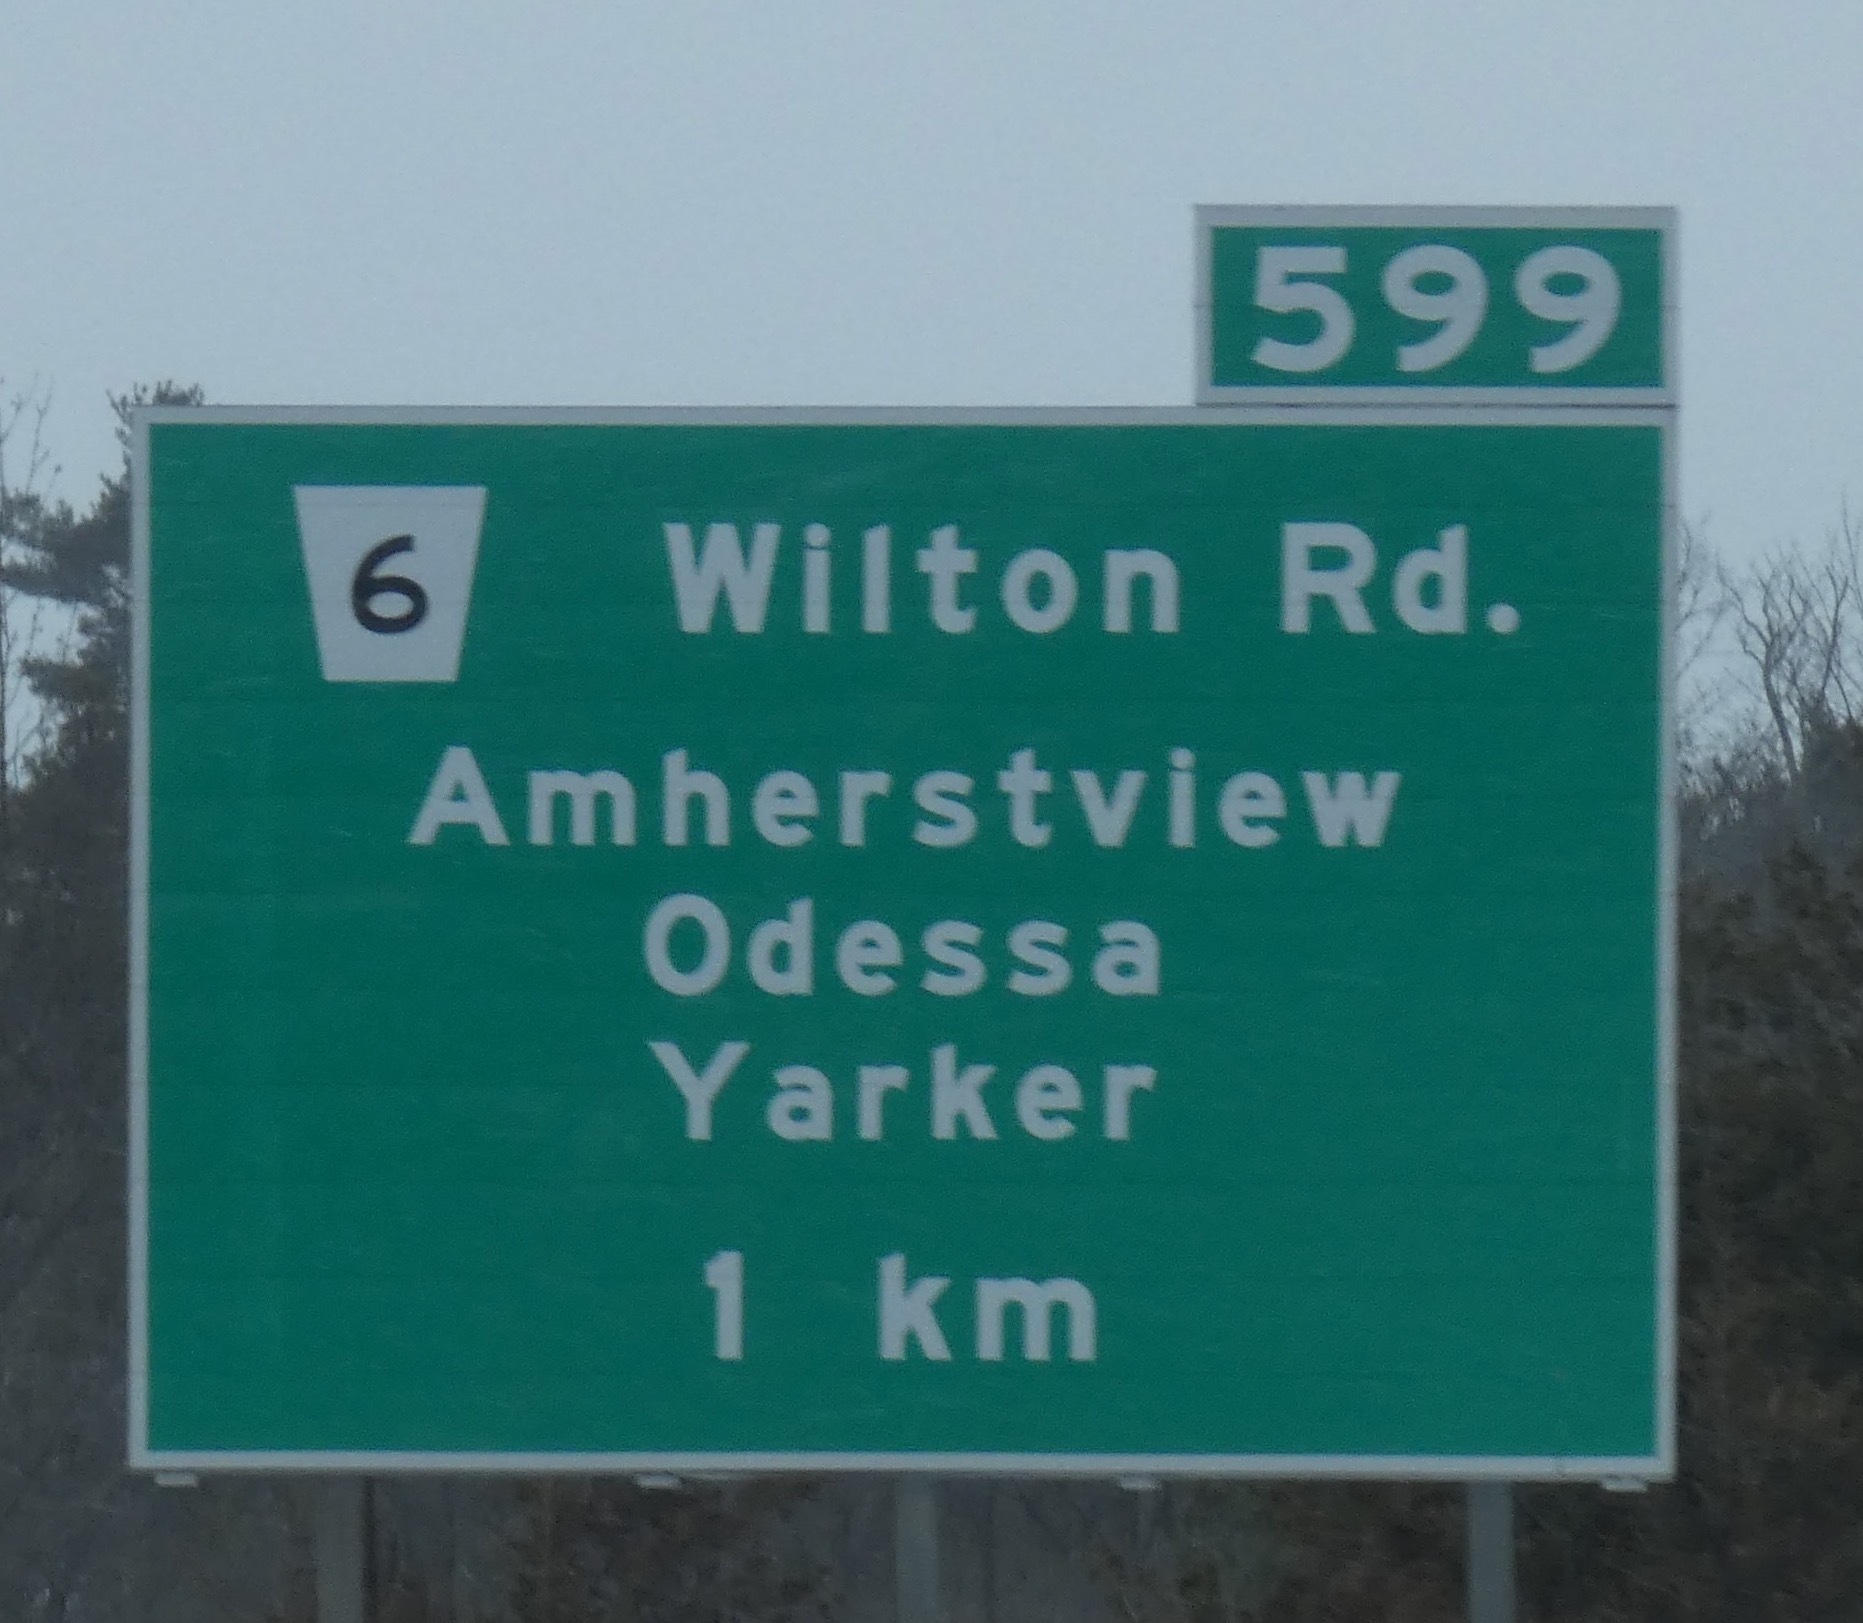 599
6 Wilton Rd.
Amherstview
Odessa
Yarker
1 km